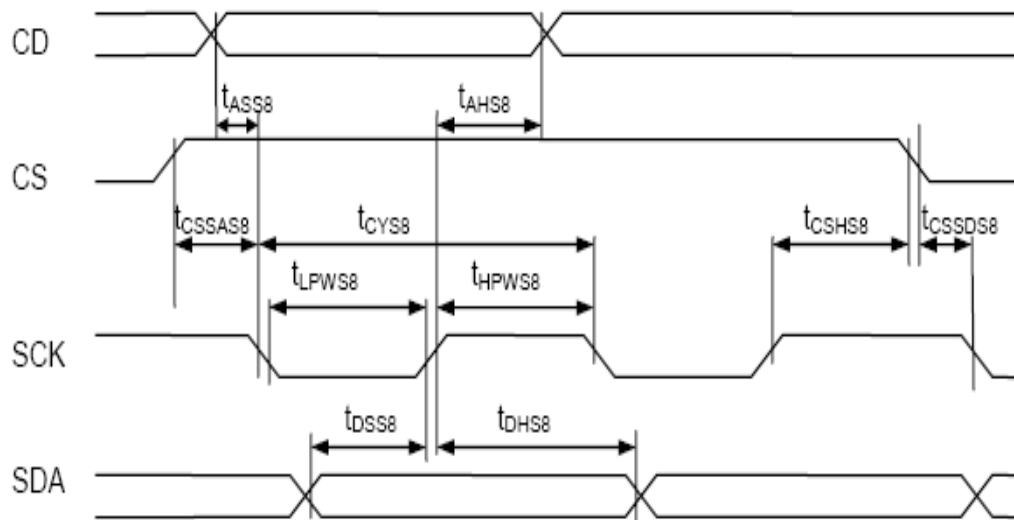 CD
tASS8 tAHS8
CS
tCSSAS8 tCYS8 tCSHS8 tCSSDS8
tLPWS8 tHPWS8
SCK
tDSS8 tDHS8
SDA